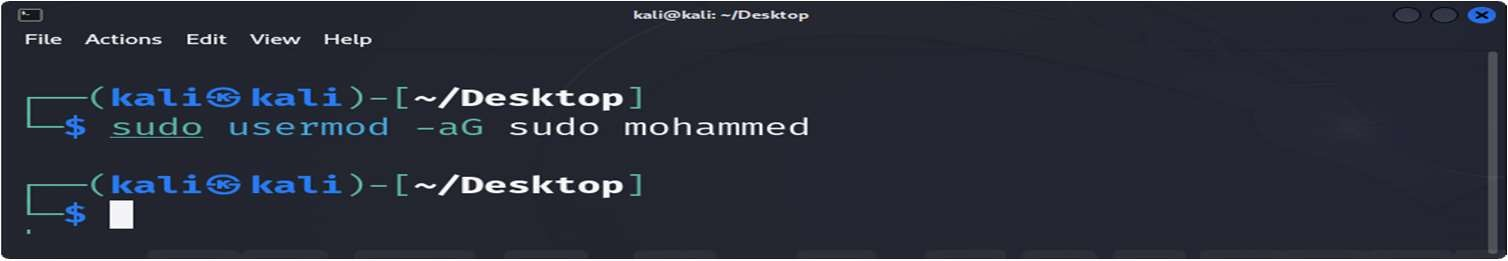 kali@kali: ~/Desktop
File Actions Edit View Help
┌──(kali㉿kali)-[~/Desktop]
└─$ sudo usermod -aG sudo mohammed
┌──(kali㉿kali)-[~/Desktop]
└─$